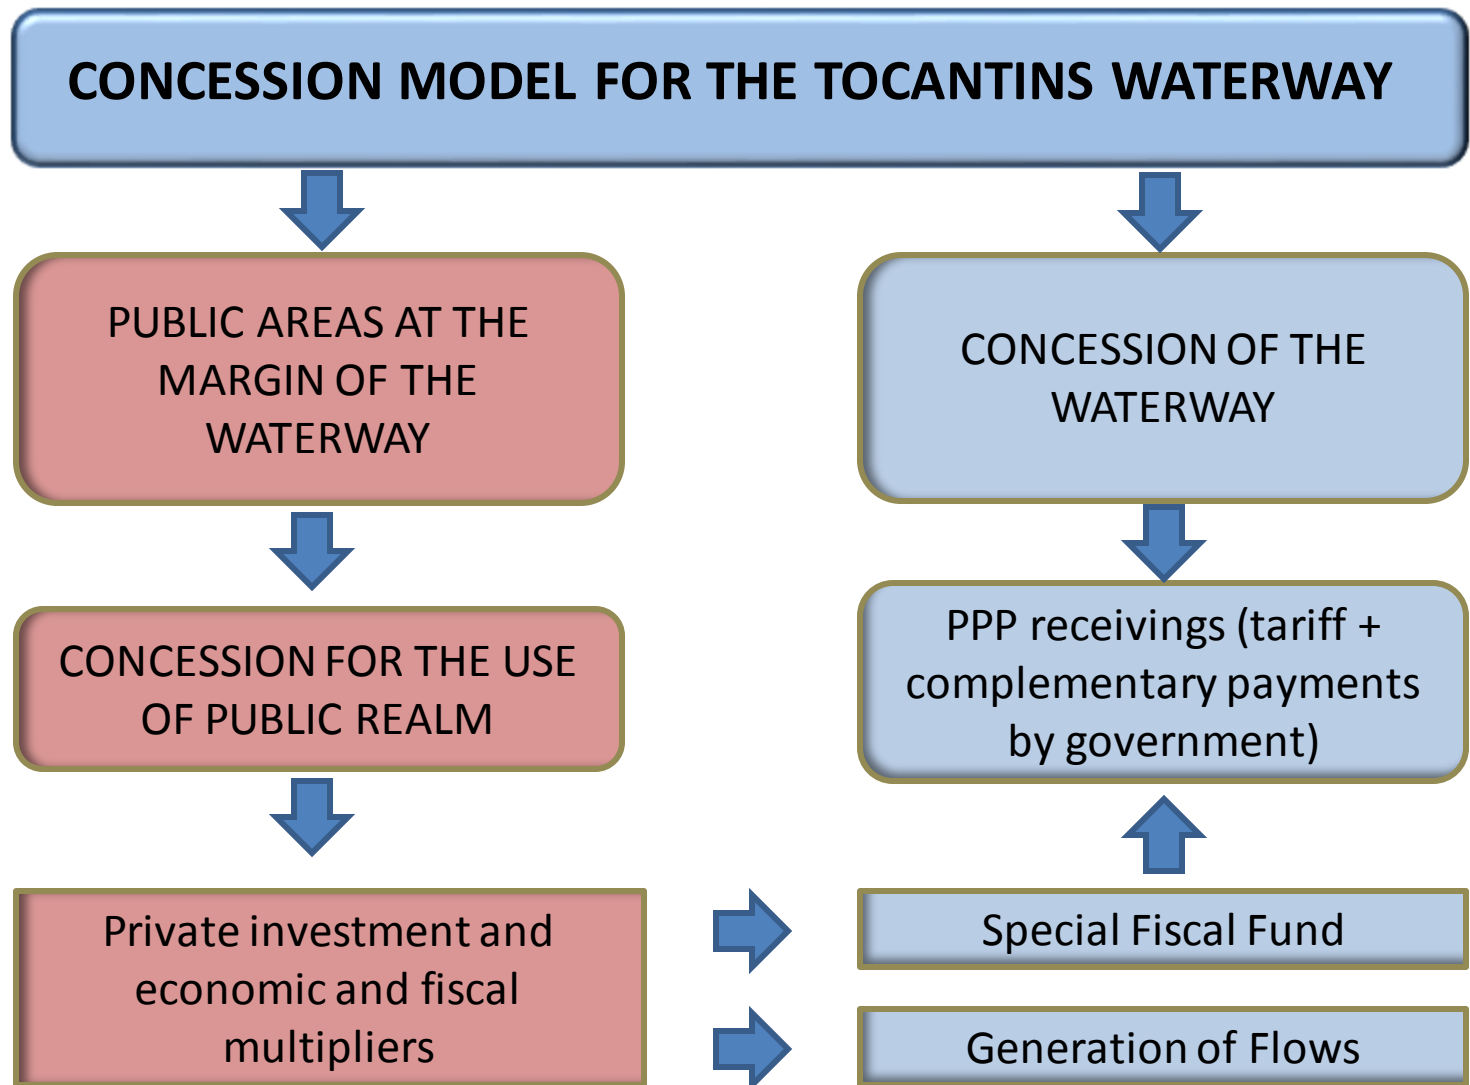 CONCESSION MODEL FOR THE TOCANTINS WATERWAY
PUBLIC AREAS AT THE
MARGIN OF THE
WATERWAY
CONCESSION OF THE
WATERWAY
CONCESSION FOR THE USE
OF PUBLIC REALM
PPP receivings (tariff +
complementary payments
by government)
Private investment and
economic and fiscal
multipliers
Special Fiscal Fund
Generation of Flows